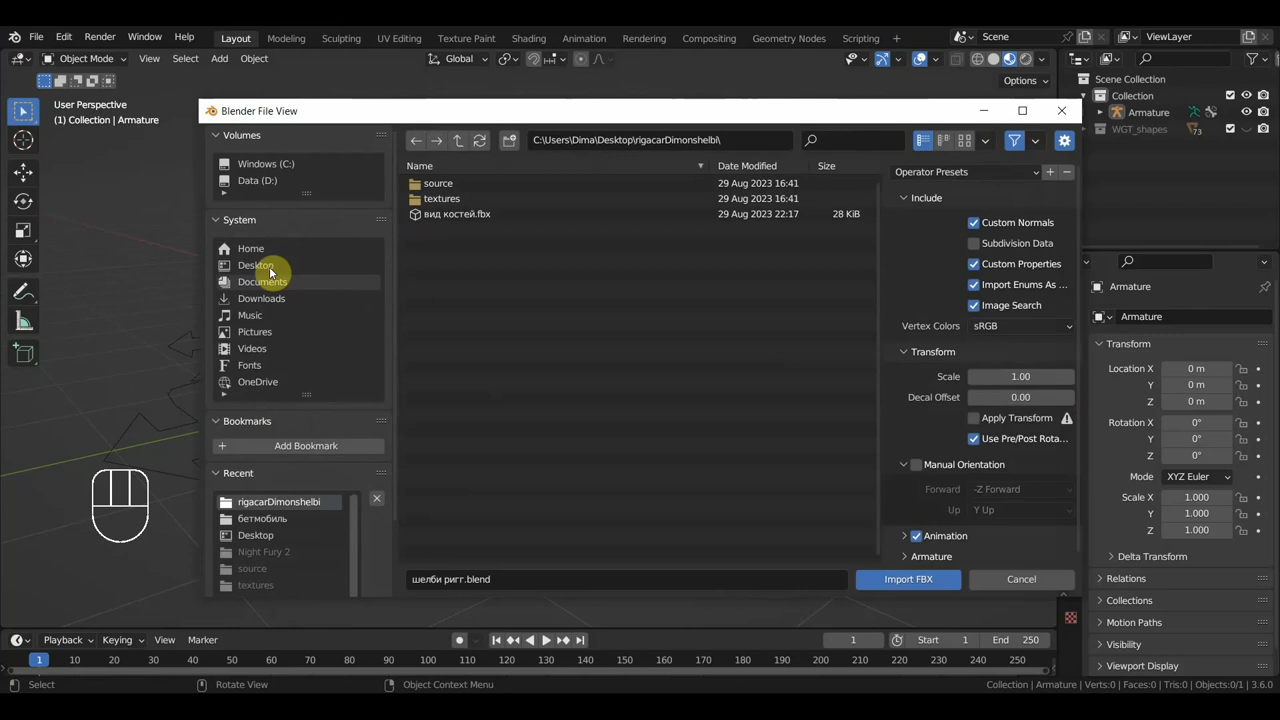 File Edit Render Window Help Layout Modeling Sculpting UV Editing Texture Paint Shading Animation Rendering Compositing Geometry Nodes Scripting + Scene ViewLayer
Object Mode View Select Add Object Global
Options
User Perspective
(1) Collection | Armature
Scene Collection
Collection
Armature
WGT_shapes 73
Blender File View
Volumes
Windows (C:)
Data (D:)
System
Home
Desktop
Documents
Downloads
Music
Pictures
Videos
Fonts
OneDrive
Bookmarks
Add Bookmark
Recent
rigacarDimonshelbi
бетмобиль
Desktop
Night Fury 2
source
textures
C:\Users\Dima\Desktop\rigacarDimonshelbi\
Name Date Modified Size
source 29 Aug 2023 16:41
textures 29 Aug 2023 16:41
вид костей.fbx 29 Aug 2023 22:17 28 KiB
шелби ригг.blend
Import FBX Cancel
Operator Presets
Include
Custom Normals
Subdivision Data
Custom Properties
Import Enums As ...
Image Search
Vertex Colors sRGB
Transform
Scale 1.00
Decal Offset 0.00
Apply Transform
Use Pre/Post Rota...
Manual Orientation
Forward -Z Forward
Up Y Up
Animation
Armature
Armature
Armature
Transform
Location X 0 m
Y 0 m
Z 0 m
Rotation X 0°
Y 0°
Z 0°
Mode XYZ Euler
Scale X 1.000
Y 1.000
Z 1.000
Delta Transform
Relations
Collections
Motion Paths
Visibility
Viewport Display
Playback Keying View Marker 1 Start 1 End 250
1 10 20 30 40 50 60 70 80 90 100 110 120 130 140 150 160 170 180 190 200 210 220 230 240 250
Select Rotate View Object Context Menu Collection | Armature | Verts:0 | Faces:0 | Tris:0 | Objects:0/1 | 3.6.0